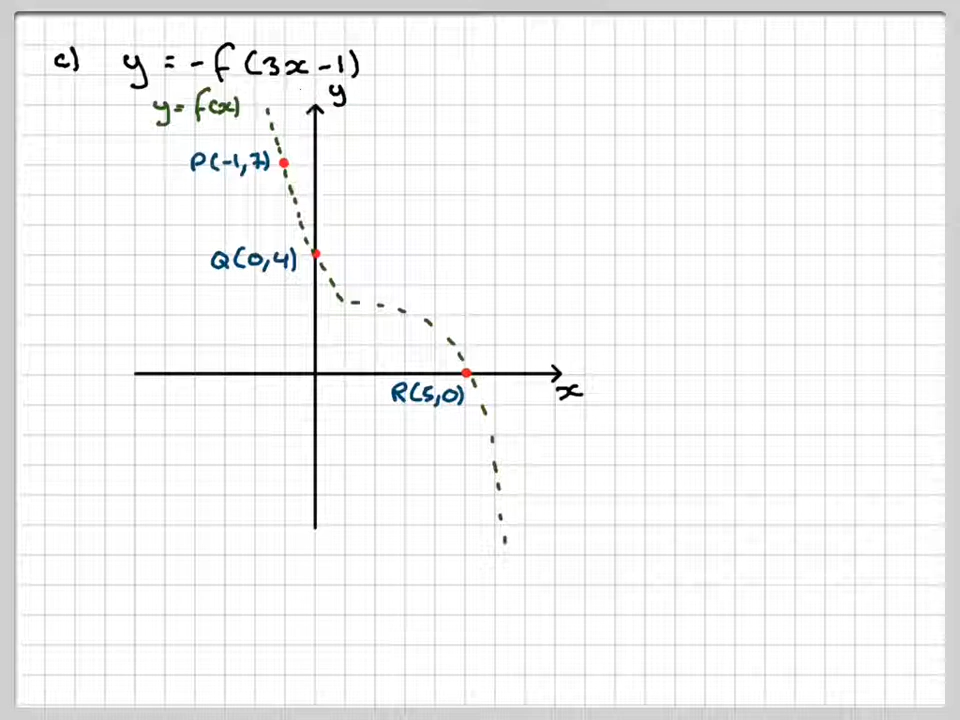 c) y = -f(3x-1)
y = f(x)
y
P(-1,7)
Q(0,4)
R(5,0)
x